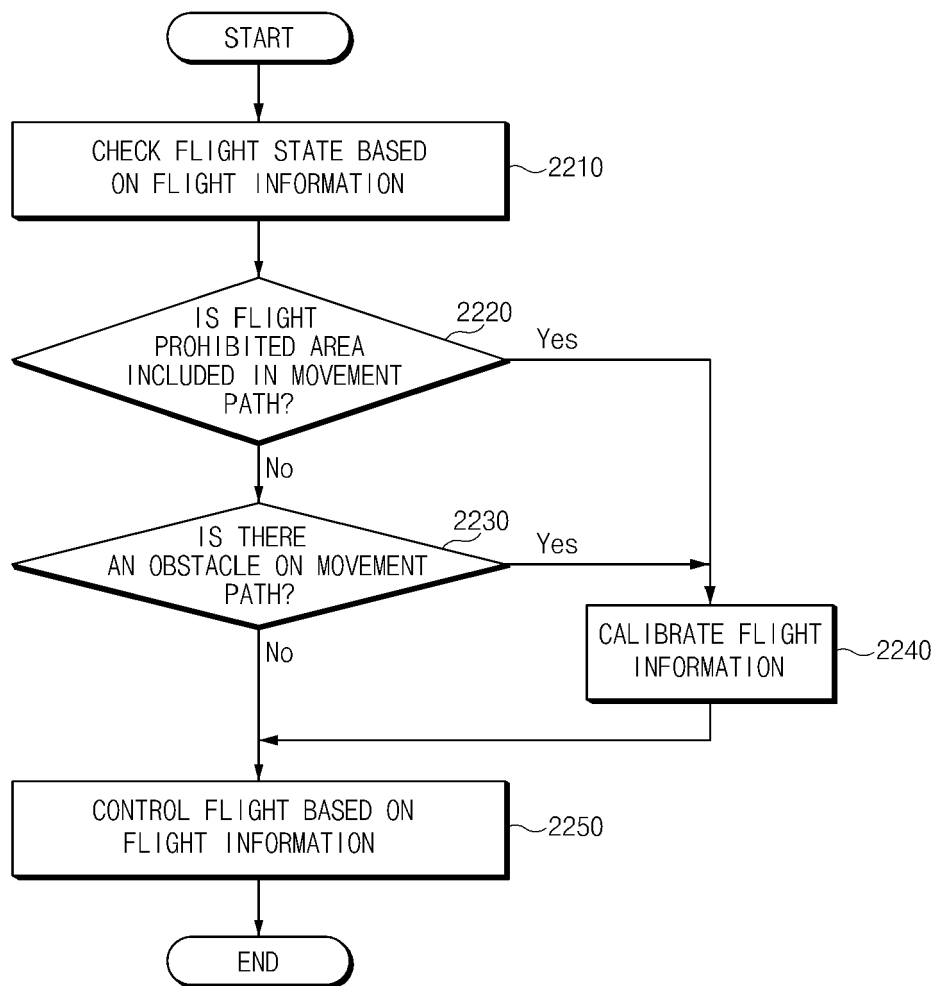 START
CHECK FLIGHT STATE BASED
ON FLIGHT INFORMATION
2210
IS FLIGHT
PROHIBITED AREA
INCLUDED IN MOVEMENT
PATH?
2220
Yes
No
IS THERE
AN OBSTACLE ON MOVEMENT
PATH?
2230
Yes
No
CALIBRATE FLIGHT
INFORMATION
2240
CONTROL FLIGHT BASED ON
FLIGHT INFORMATION
2250
END